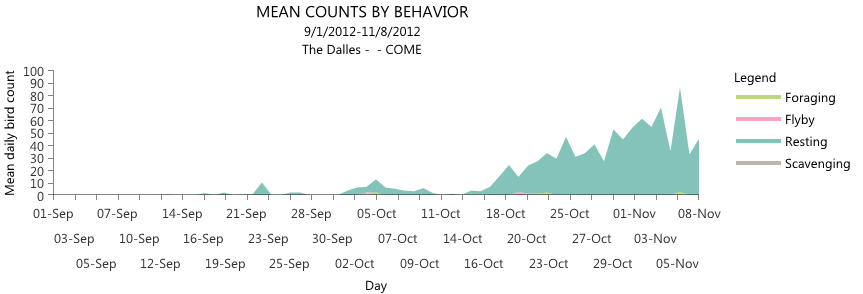 MEAN COUNTS BY BEHAVIOR
9/1/2012-11/8/2012
The Dalles -  - COME
Mean daily bird count
100
90
80
70
60
50
40
30
20
10
0
01-Sep 07-Sep 14-Sep 21-Sep 28-Sep 05-Oct 11-Oct 18-Oct 25-Oct 01-Nov 08-Nov
03-Sep 10-Sep 16-Sep 23-Sep 30-Sep 07-Oct 14-Oct 20-Oct 27-Oct 03-Nov
05-Sep 12-Sep 19-Sep 25-Sep 02-Oct 09-Oct 16-Oct 23-Oct 29-Oct 05-Nov
Day
Legend
Foraging
Flyby
Resting
Scavenging